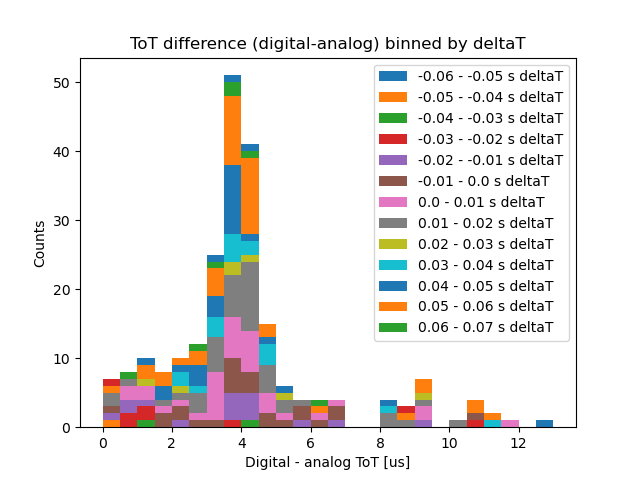 ToT difference (digital-analog) binned by deltaT
Counts
50
40
30
20
10
0
-0.06 - -0.05 s deltaT
-0.05 - -0.04 s deltaT
-0.04 - -0.03 s deltaT
-0.03 - -0.02 s deltaT
-0.02 - -0.01 s deltaT
-0.01 - 0.0 s deltaT
0.0 - 0.01 s deltaT
0.01 - 0.02 s deltaT
0.02 - 0.03 s deltaT
0.03 - 0.04 s deltaT
0.04 - 0.05 s deltaT
0.05 - 0.06 s deltaT
0.06 - 0.07 s deltaT
0 2 4 6 8 10 12
Digital - analog ToT [us]